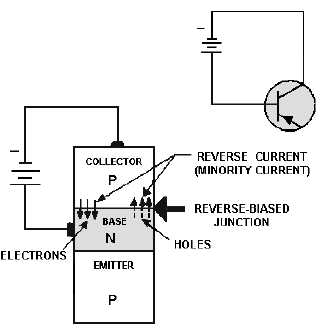 COLLECTOR
P
REVERSE CURRENT
(MINORITY CURRENT)
REVERSE-BIASED
JUNCTION
BASE
N
HOLES
ELECTRONS
EMITTER
P